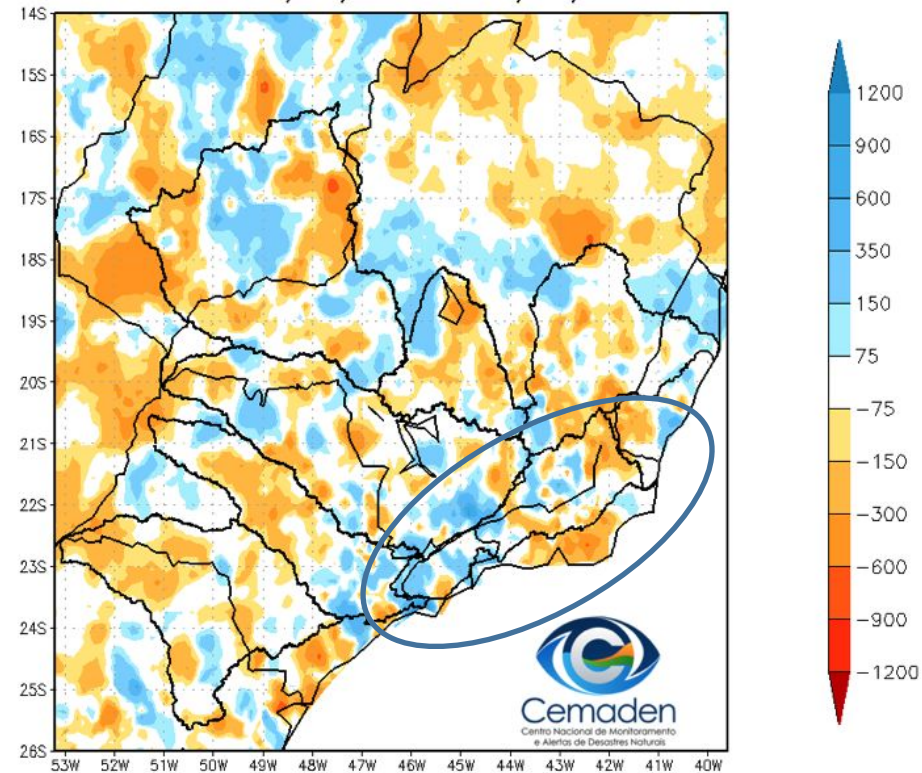 14S
15S
16S
17S
18S
19S
20S
21S
22S
23S
24S
25S
26S
53W 52W 51W 50W 49W 48W 47W 46W 45W 44W 43W 42W 41W 40W
1200
900
600
350
150
75
-75
-150
-300
-600
-900
-1200
Cemaden
Centro Nacional de Monitoramento
e Alertas de Desastres Naturais